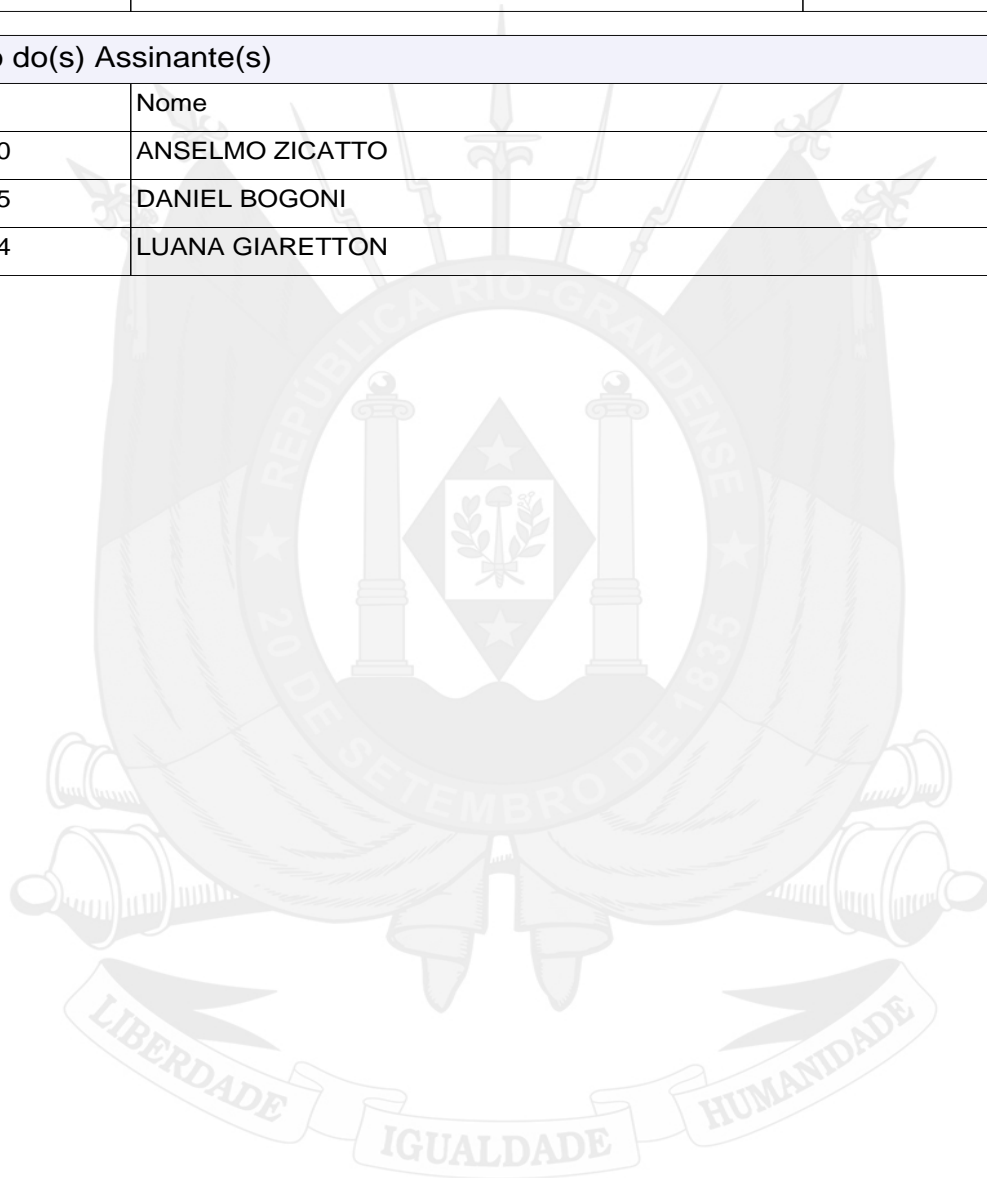 o do(s) Assinante(s)
Nome
0 ANSELMO ZICATTO
5 DANIEL BOGONI
4 LUANA GIARETTON
REPÚBLICA RIO-GRANDENSE
★ 20 DE SETEMBRO DE 1835 ★
LIBERDADE
IGUALDADE
HUMANIDADE